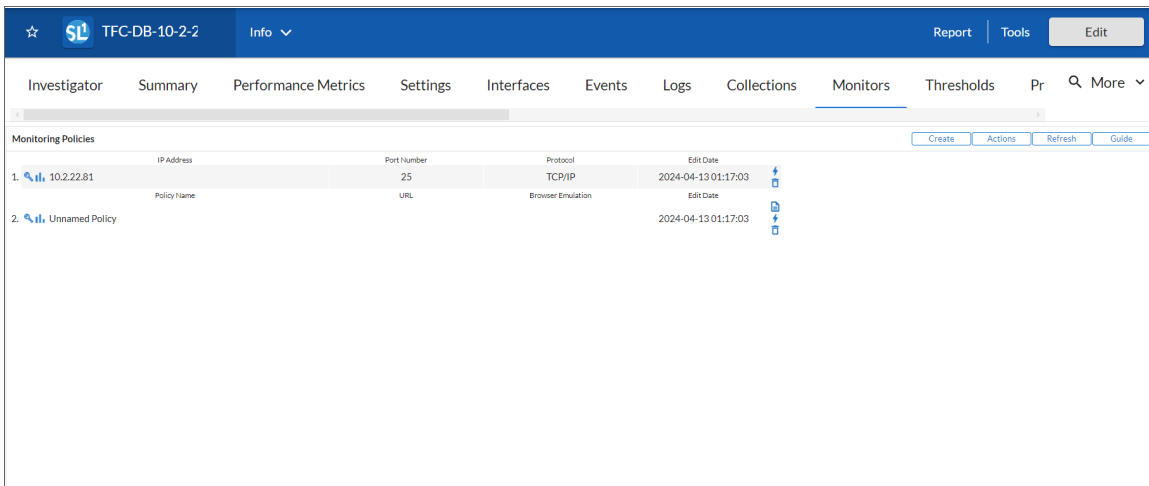 SL1 TFC-DB-10-2-2 Info Report Tools Edit
Investigator Summary Performance Metrics Settings Interfaces Events Logs Collections Monitors Thresholds Pr More
Monitoring Policies Create Actions Refresh Guide
IP Address Port Number Protocol Edit Date
1. 10.2.22.81 25 TCP/IP 2024-04-13 01:17:03
Policy Name URL Browser Emulation Edit Date
2. Unnamed Policy 2024-04-13 01:17:03